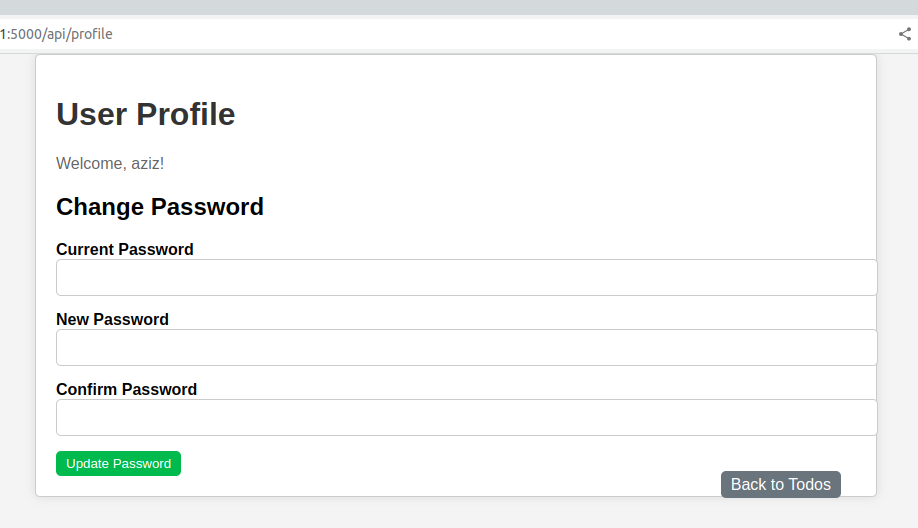 1:5000/api/profile
User Profile
Welcome, aziz!
Change Password
Current Password
New Password
Confirm Password
Update Password
Back to Todos